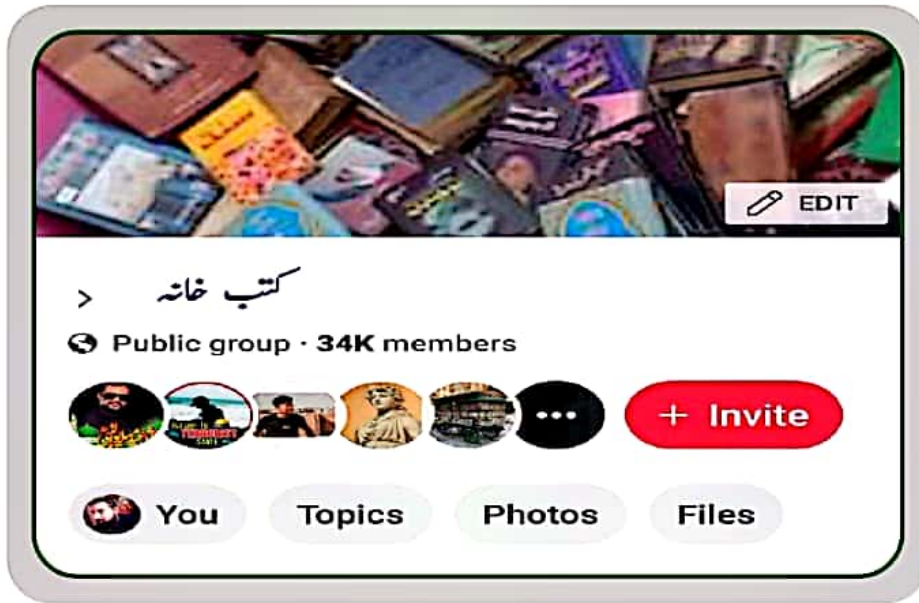 EDIT
کتب خانہ >
Public group · 34K members
+ Invite
You Topics Photos Files